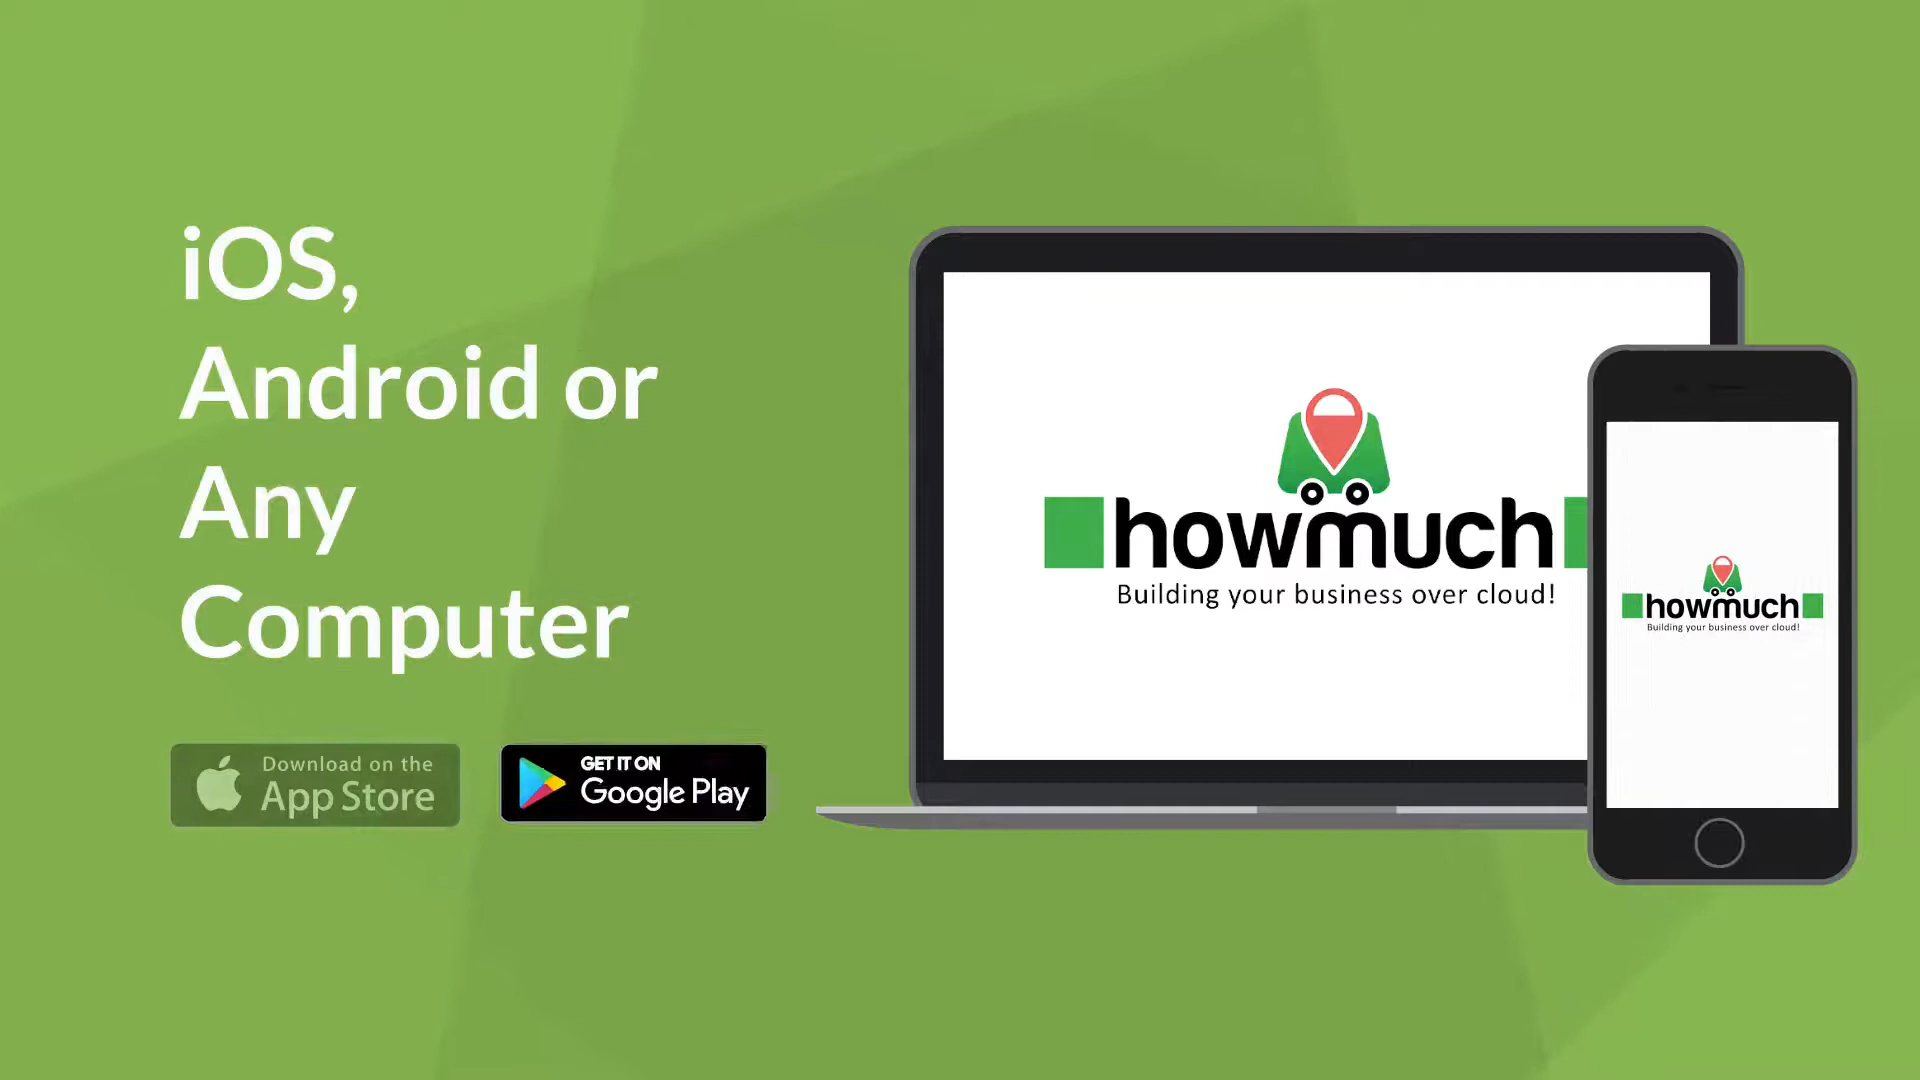 iOS,
Android or
Any
Computer
Download on the
App Store
GET IT ON
Google Play
howmuch
Building your business over cloud!
howmuch
Building your business over cloud!